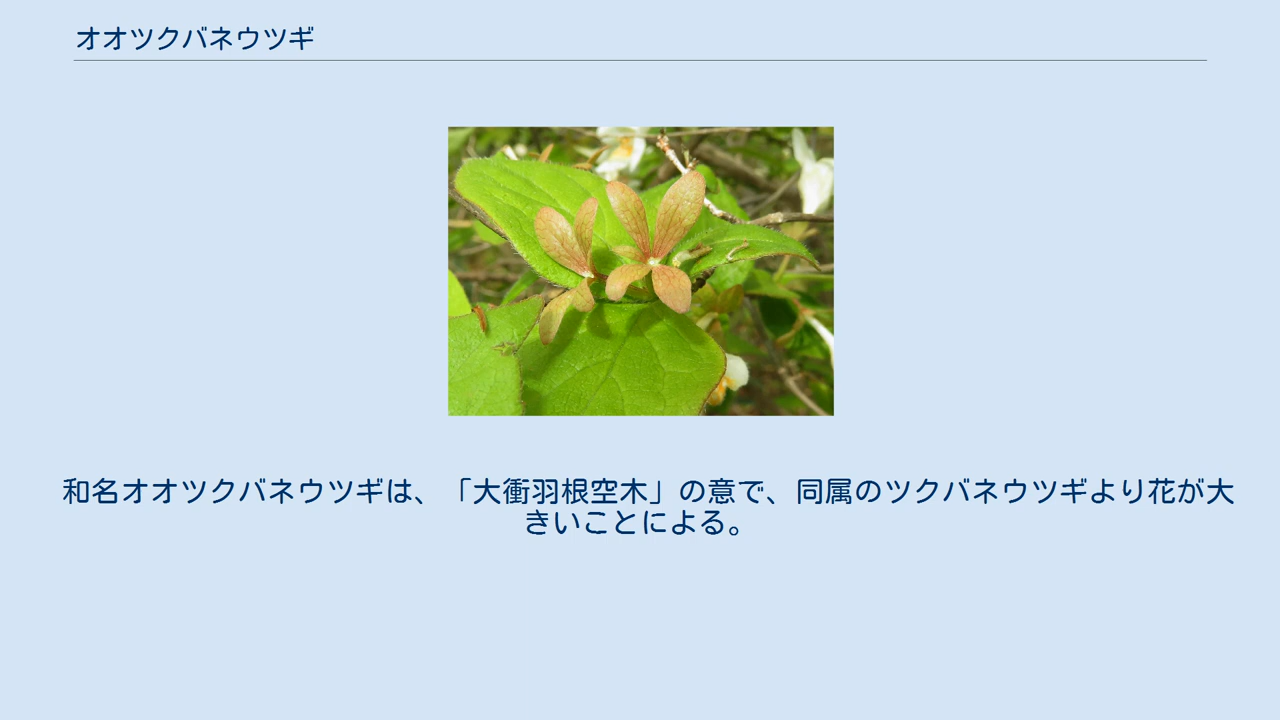 オオツクバネウツギ
和名オオツクバネウツギは、「大衝羽根空木」の意で、同属のツクバネウツギより花が大
きいことによる。